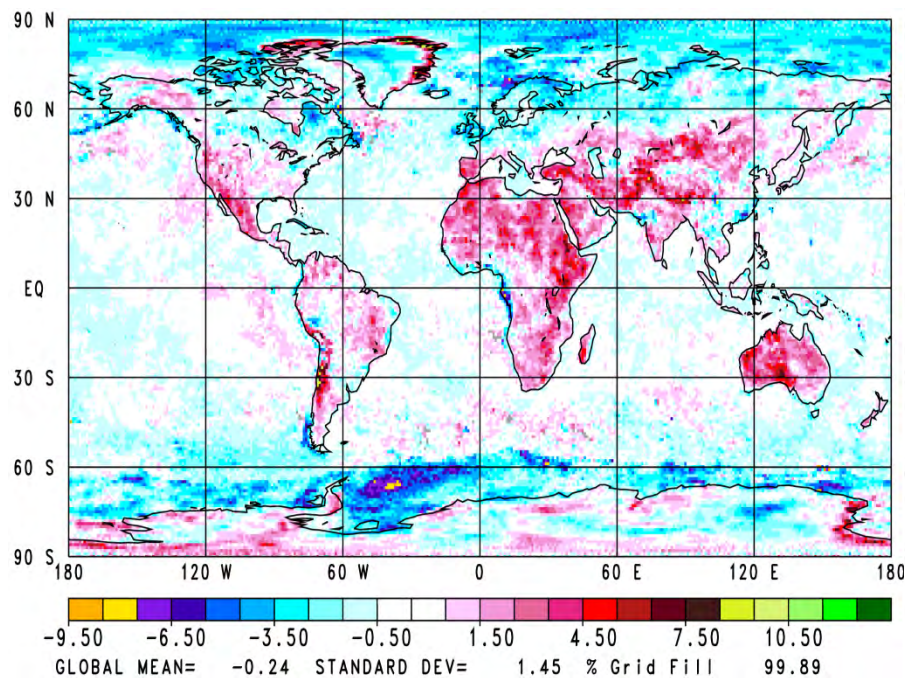 90 N
60 N
30 N
EQ
30 S
60 S
90 S
180 120 W 60 W 0 60 E 120 E 180
-9.50 -6.50 -3.50 -0.50 1.50 4.50 7.50 10.50
GLOBAL MEAN= -0.24 STANDARD DEV= 1.45 % Grid Fill 99.89